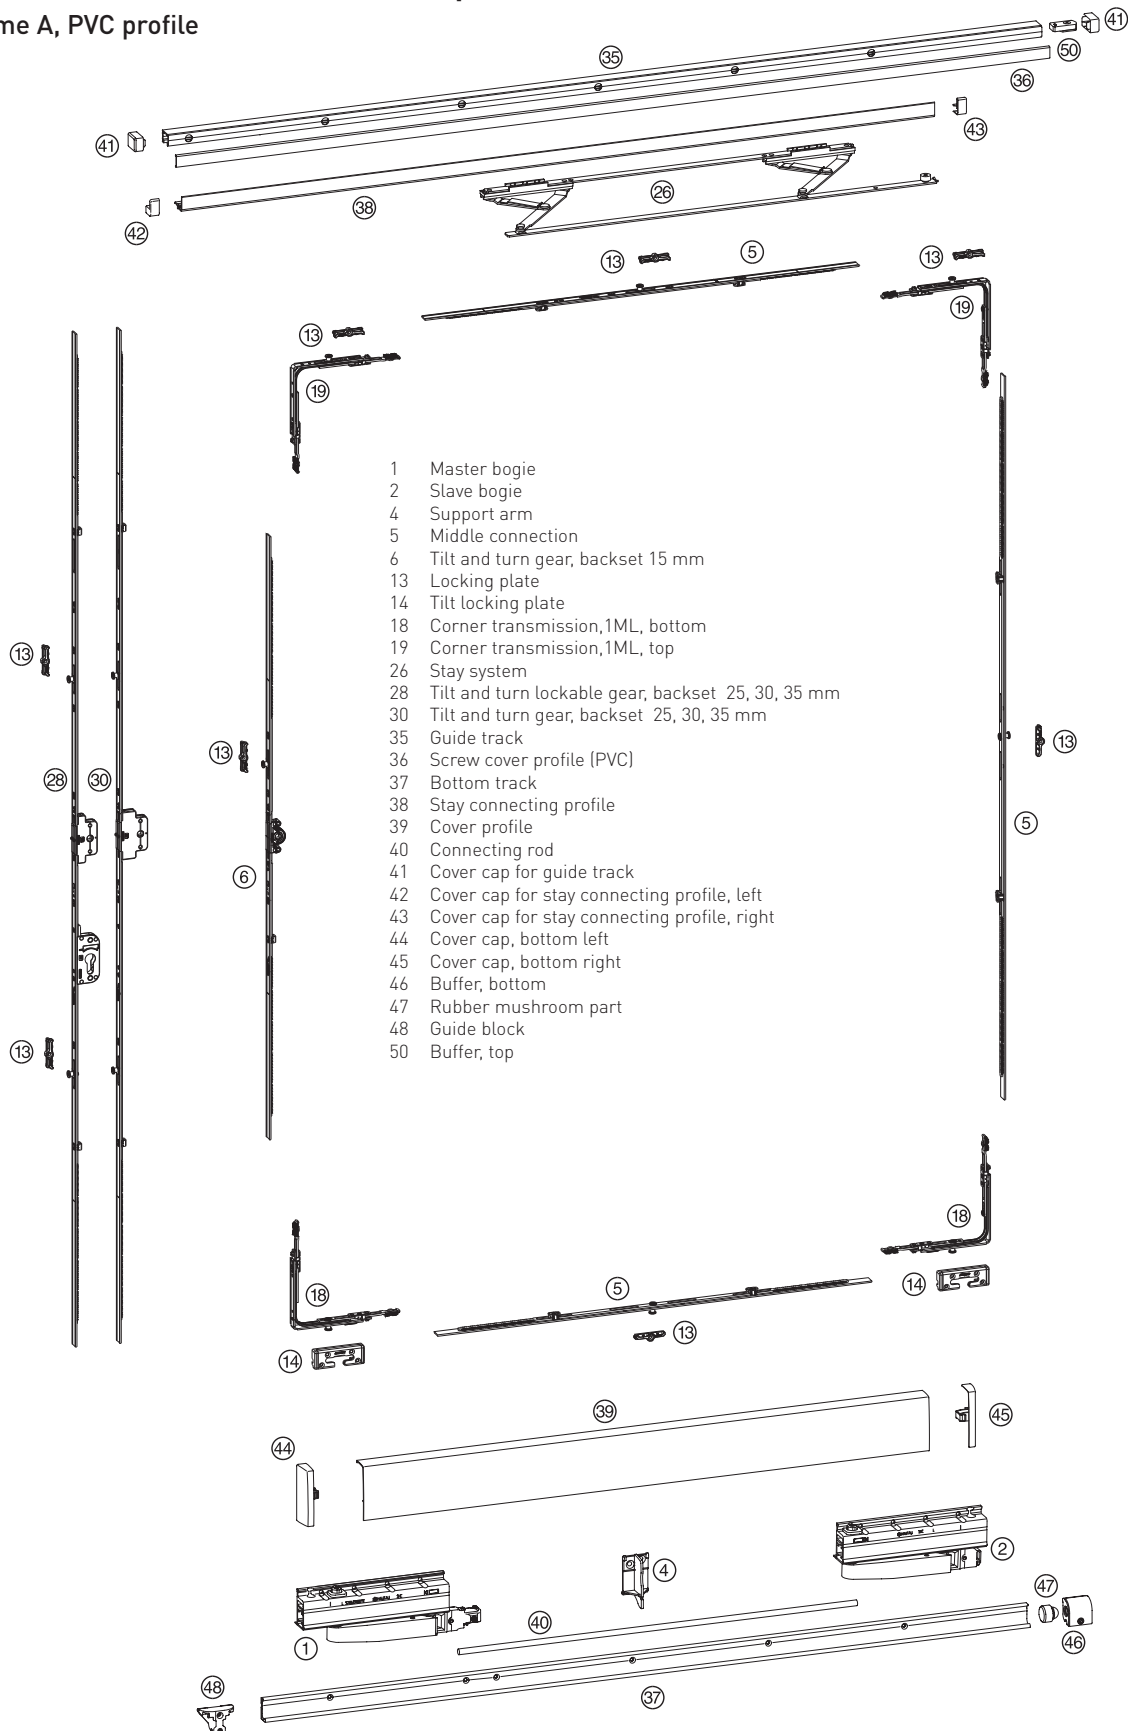 me A, PVC profile
41
35
50
36
41
43
38
26
42
13
5
13
13
19
19
1 Master bogie
2 Slave bogie
4 Support arm
5 Middle connection
6 Tilt and turn gear, backset 15 mm
13 Locking plate
14 Tilt locking plate
18 Corner transmission,1ML, bottom
19 Corner transmission,1ML, top
26 Stay system
28 Tilt and turn lockable gear, backset 25, 30, 35 mm
30 Tilt and turn gear, backset 25, 30, 35 mm
35 Guide track
36 Screw cover profile (PVC)
37 Bottom track
38 Stay connecting profile
39 Cover profile
40 Connecting rod
41 Cover cap for guide track
42 Cover cap for stay connecting profile, left
43 Cover cap for stay connecting profile, right
44 Cover cap, bottom left
45 Cover cap, bottom right
46 Buffer, bottom
47 Rubber mushroom part
48 Guide block
50 Buffer, top
13
13
13
28
30
5
6
13
18
14
5
18
13
14
39
45
44
2
4
47
40
1
46
48
37